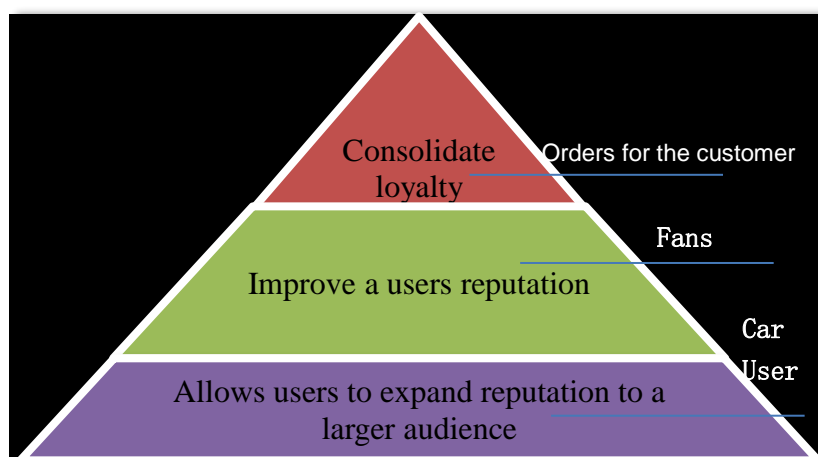 Consolidate
loyalty
Orders for the customer
Fans
Improve a users reputation
Car
User
Allows users to expand reputation to a
larger audience